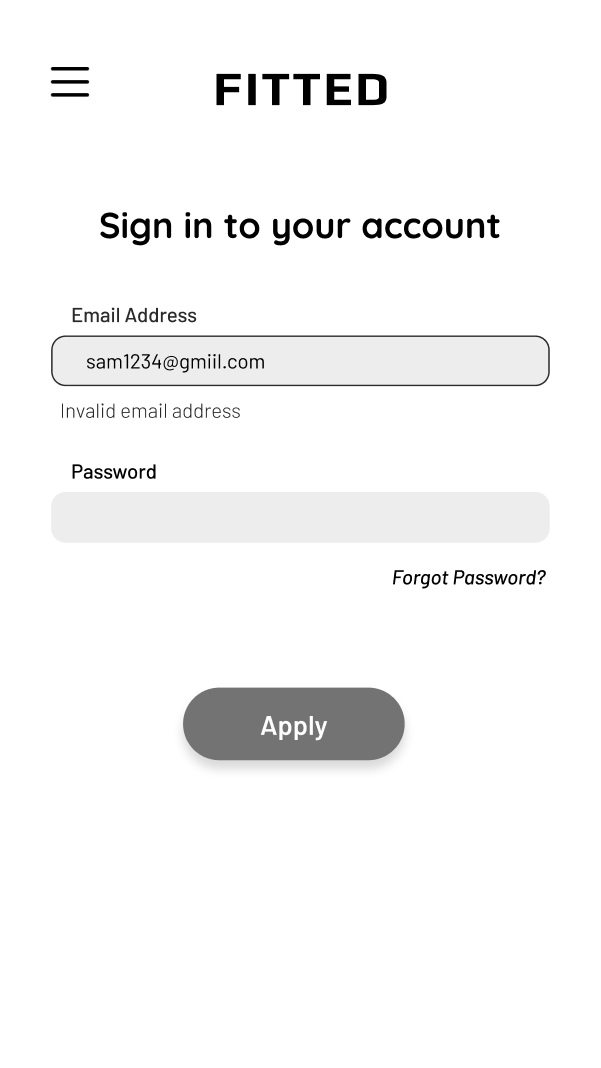 FITTED
Sign in to your account
Email Address
sam1234@gmiil.com
Invalid email address
Password
Forgot Password?
Apply